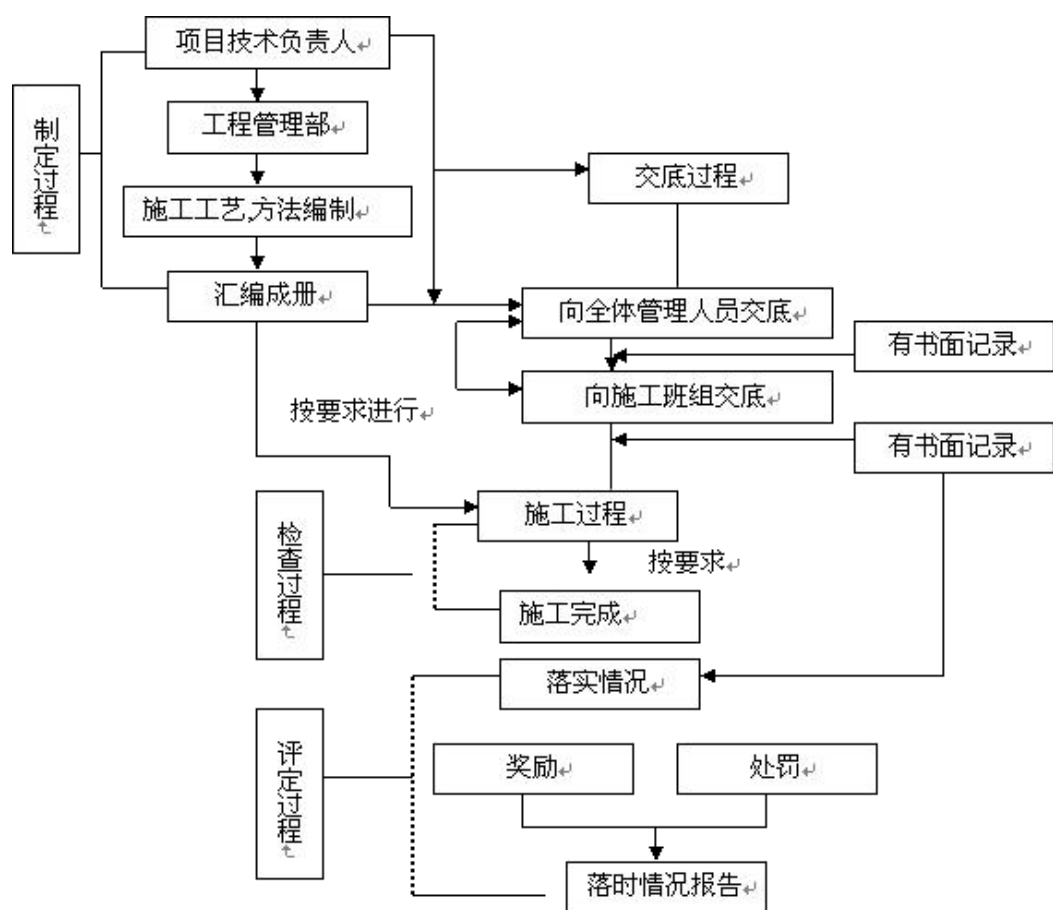 项目技术负责人
工程管理部
制定过程
交底过程
施工工艺,方法编制
汇编成册
向全体管理人员交底
有书面记录
向施工班组交底
按要求进行
有书面记录
施工过程
检查过程
按要求
施工完成
落实情况
评定过程
奖励
处罚
落时情况报告